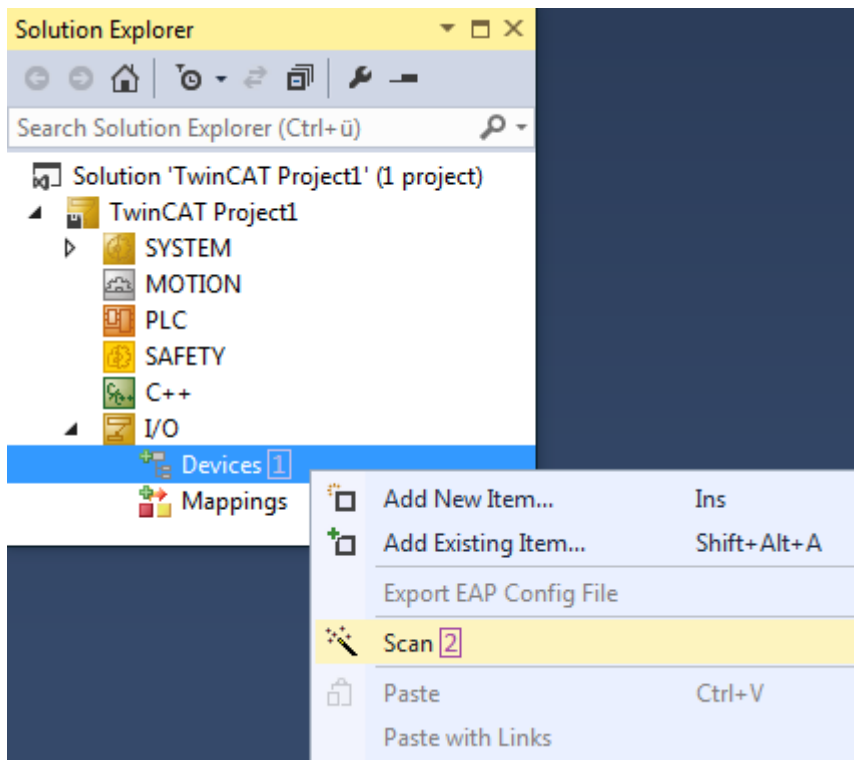 Solution Explorer
Search Solution Explorer (Ctrl+ü)
Solution 'TwinCAT Project1' (1 project)
TwinCAT Project1
SYSTEM
MOTION
PLC
SAFETY
C++
I/O
Devices 1
Mappings
Add New Item... Ins
Add Existing Item... Shift+Alt+A
Export EAP Config File
Scan 2
Paste Ctrl+V
Paste with Links